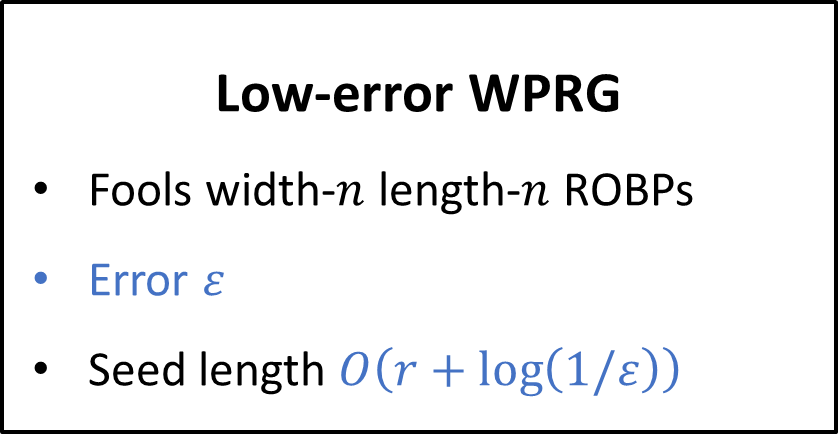 Low-error WPRG
• Fools width-𝑛 length-𝑛 ROBPs
• Error 𝜀
• Seed length 𝑂(𝑟 + log(1/𝜀))